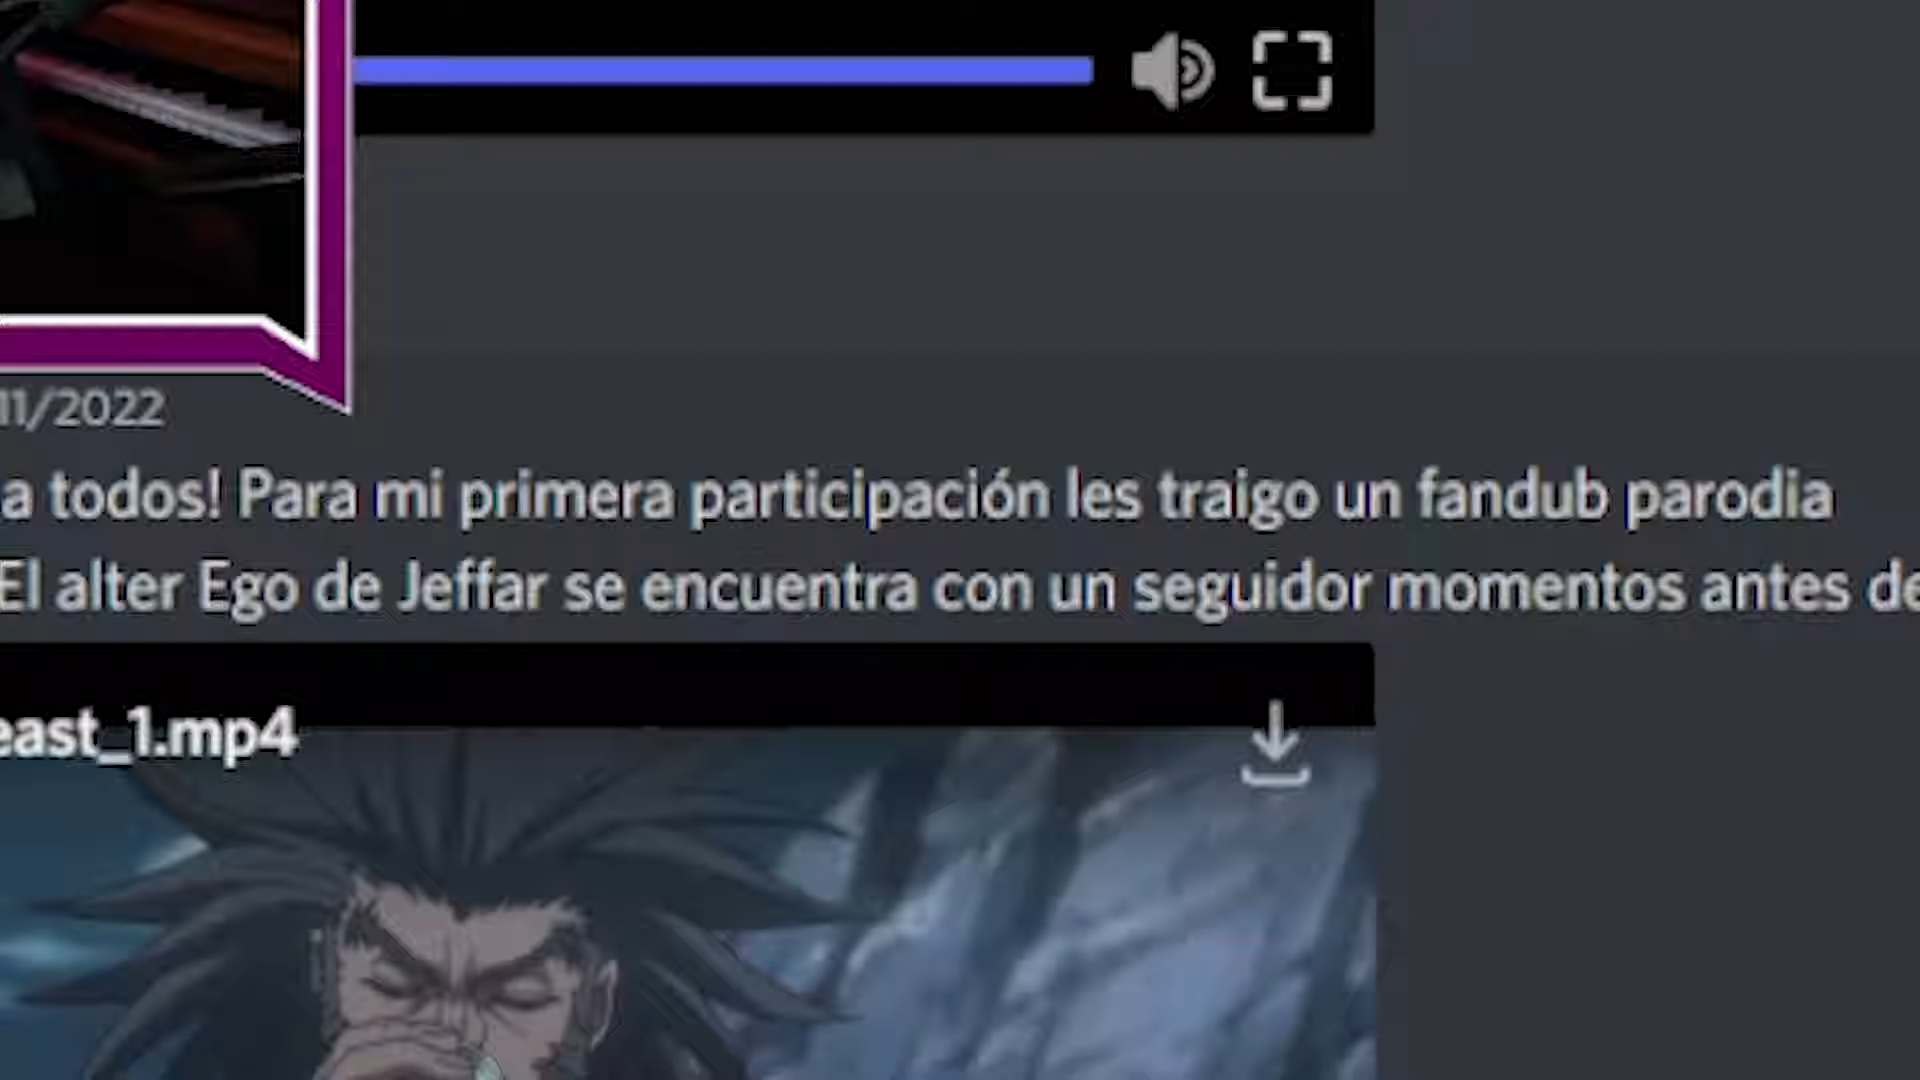 11/2022
a todos! Para mi primera participación les traigo un fandub parodia
El alter Ego de Jeffar se encuentra con un seguidor momentos antes de
east_1.mp4